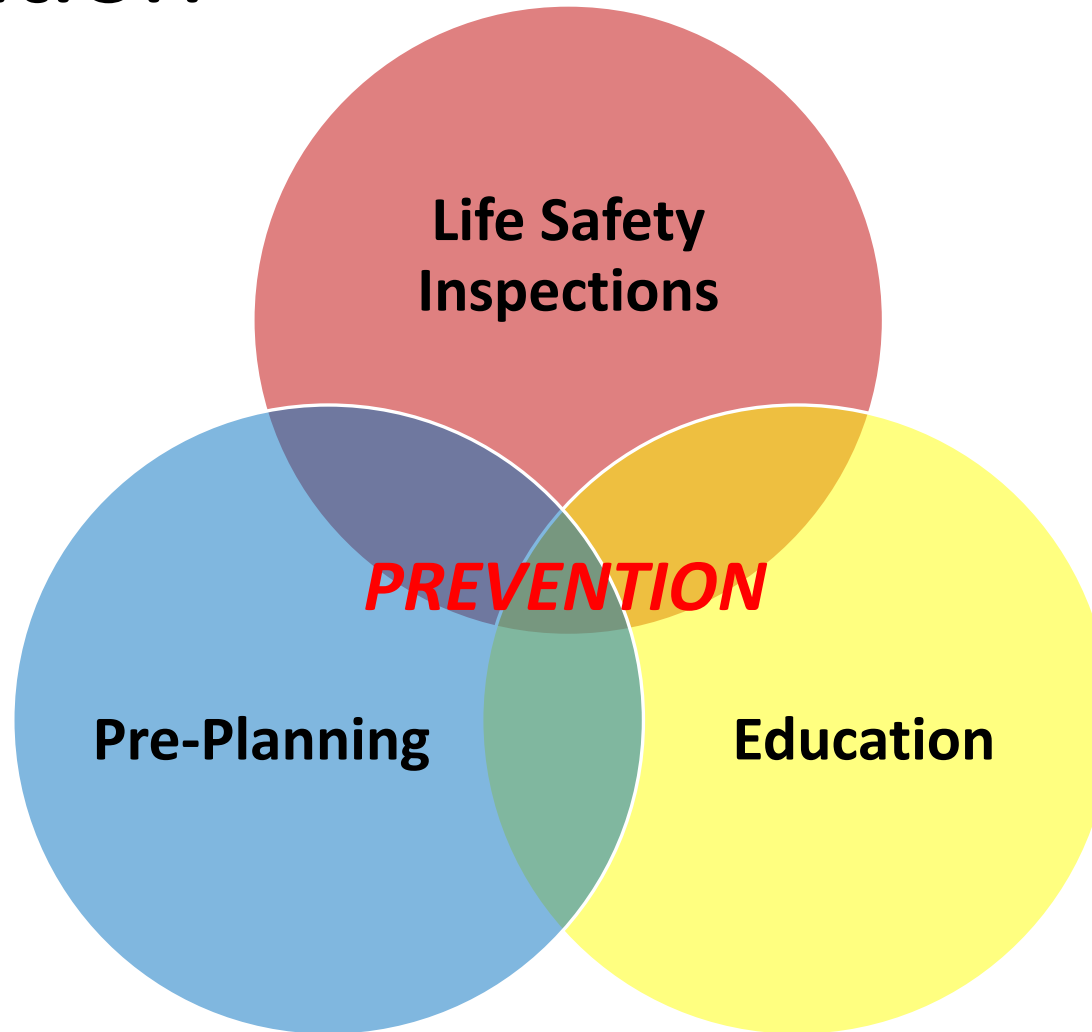 Life Safety
Inspections
PREVENTION
Pre-Planning
Education